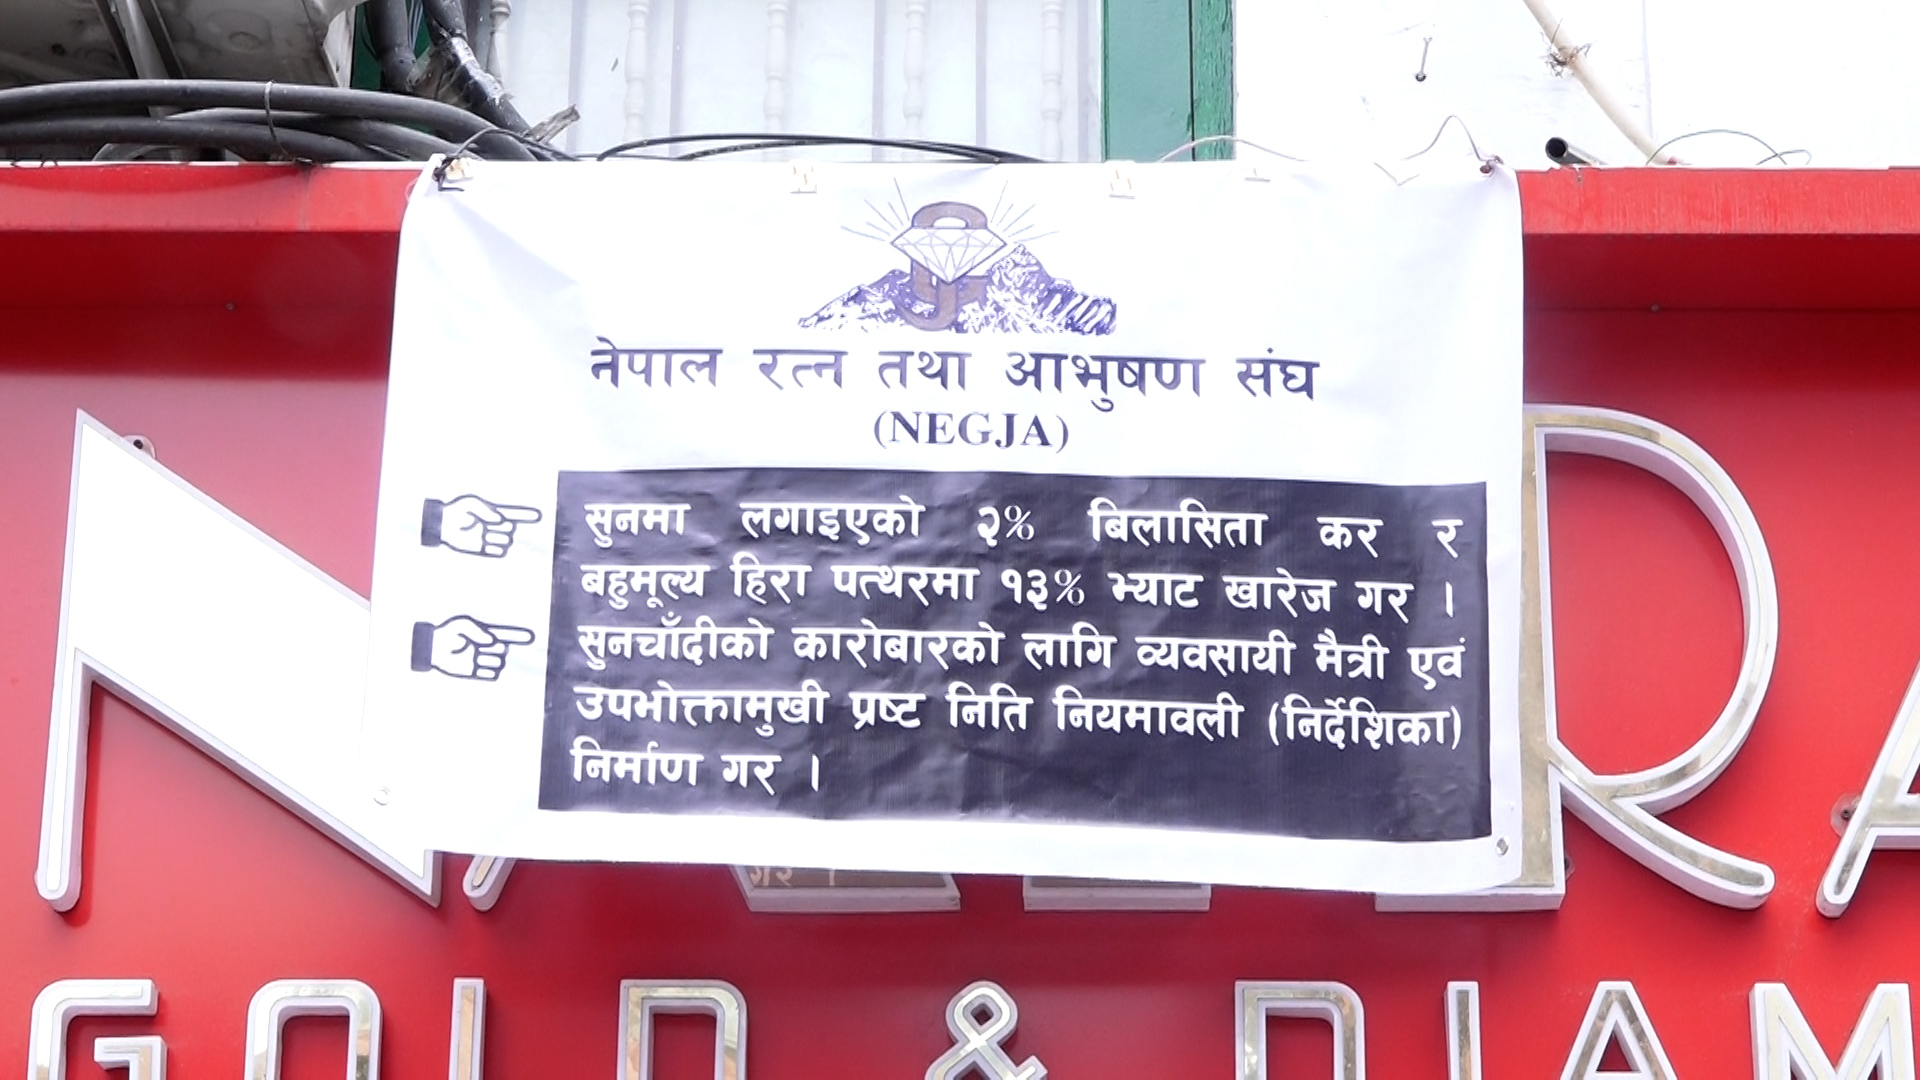 नेपाल रत्न तथा आभुषण संघ
(NEGJA)
सुनमा लगाइएको २% बिलासिता कर र
बहुमूल्य हिरा पत्थरमा १३% भ्याट खारेज गर ।
सुनचाँदीको कारोबारको लागि व्यवसायी मैत्री एवं
उपभोक्तामुखी प्रष्ट निति नियमावली (निर्देशिका)
निर्माण गर ।
GOLD & DIAM